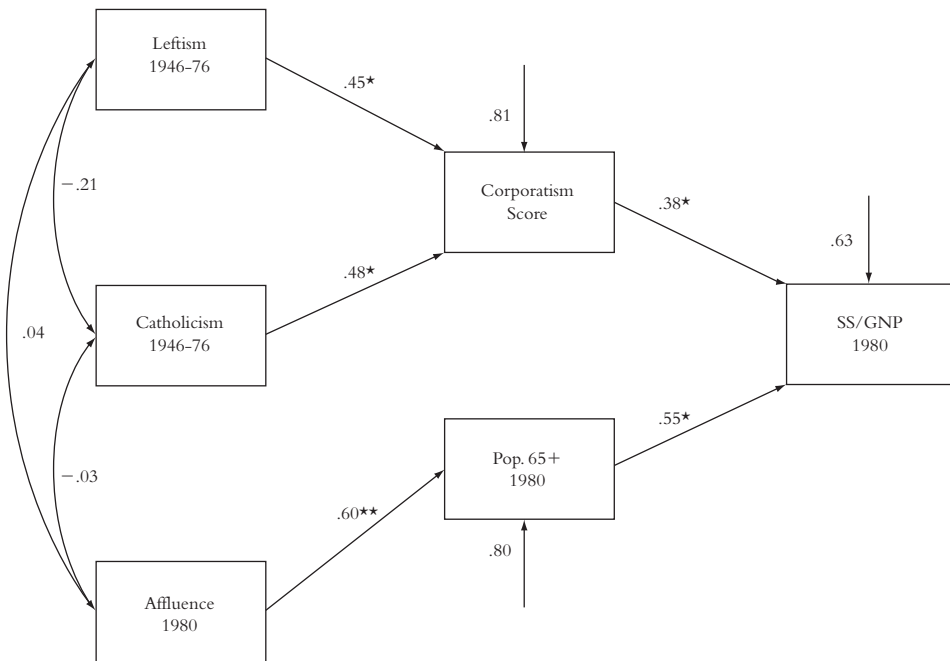 Leftism
1946-76
.45★
.81
−.21
Corporatism
Score
.38★
.63
.48★
Catholicism
1946-76
.04
SS/GNP
1980
.55★
Pop. 65+
1980
−.03
.60★★
.80
Affluence
1980